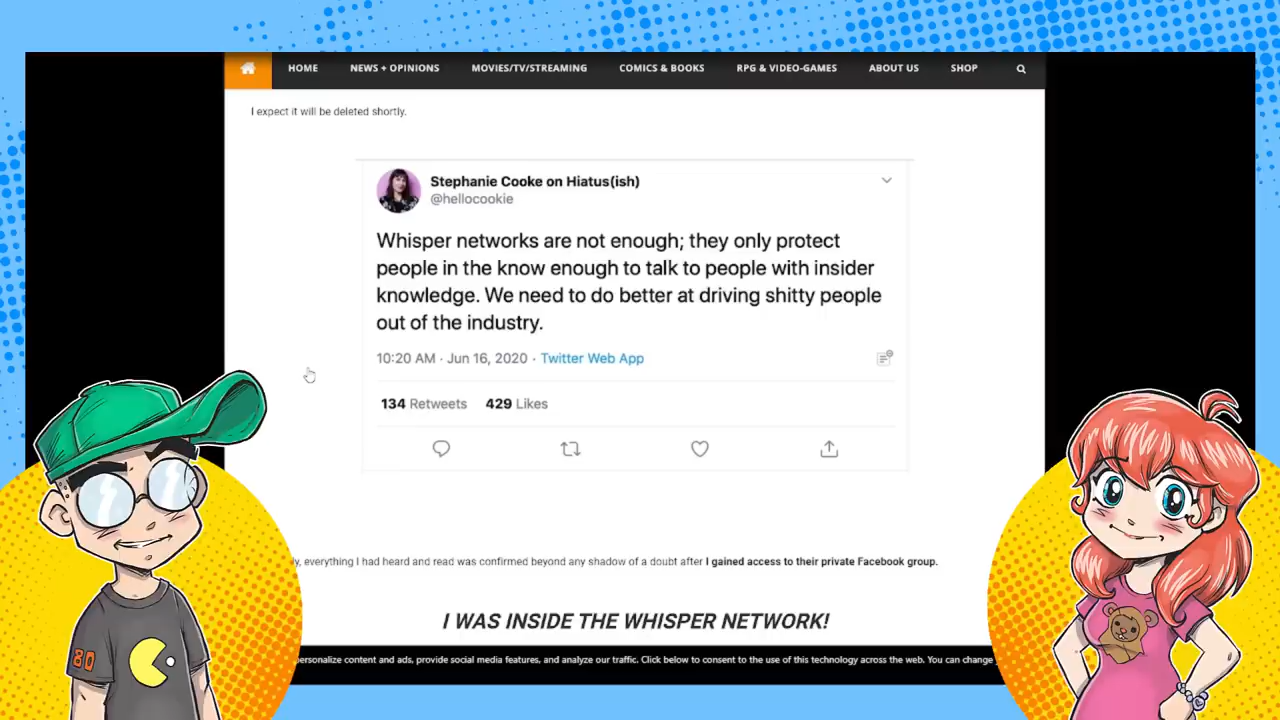 HOME NEWS + OPINIONS MOVIES/TV/STREAMING COMICS & BOOKS RPG & VIDEO-GAMES ABOUT US SHOP
I expect it will be deleted shortly.
Stephanie Cooke on Hiatus(ish)
@hellocookie
Whisper networks are not enough; they only protect
people in the know enough to talk to people with insider
knowledge. We need to do better at driving shitty people
out of the industry.
10:20 AM · Jun 16, 2020 · Twitter Web App
134 Retweets 429 Likes
everything I had heard and read was confirmed beyond any shadow of a doubt after I gained access to their private Facebook group.
I WAS INSIDE THE WHISPER NETWORK!
personalize content and ads, provide social media features, and analyze our traffic. Click below to consent to the use of this technology across the web. You can change
80